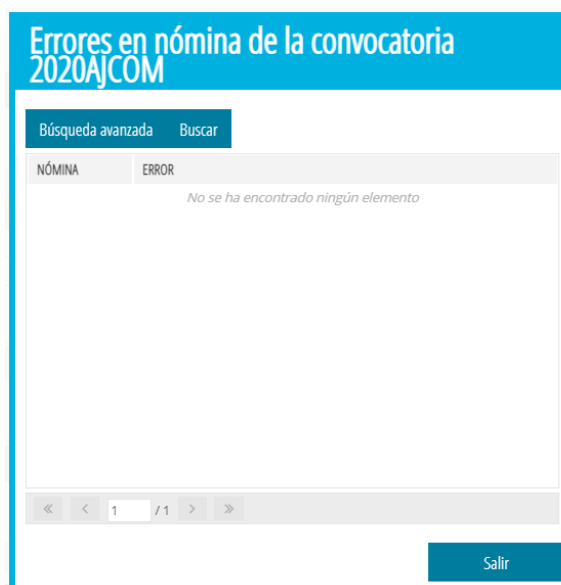 Errores en nómina de la convocatoria
2020AJCOM
Búsqueda avanzada Buscar
NÓMINA ERROR
No se ha encontrado ningún elemento
1 / 1
Salir